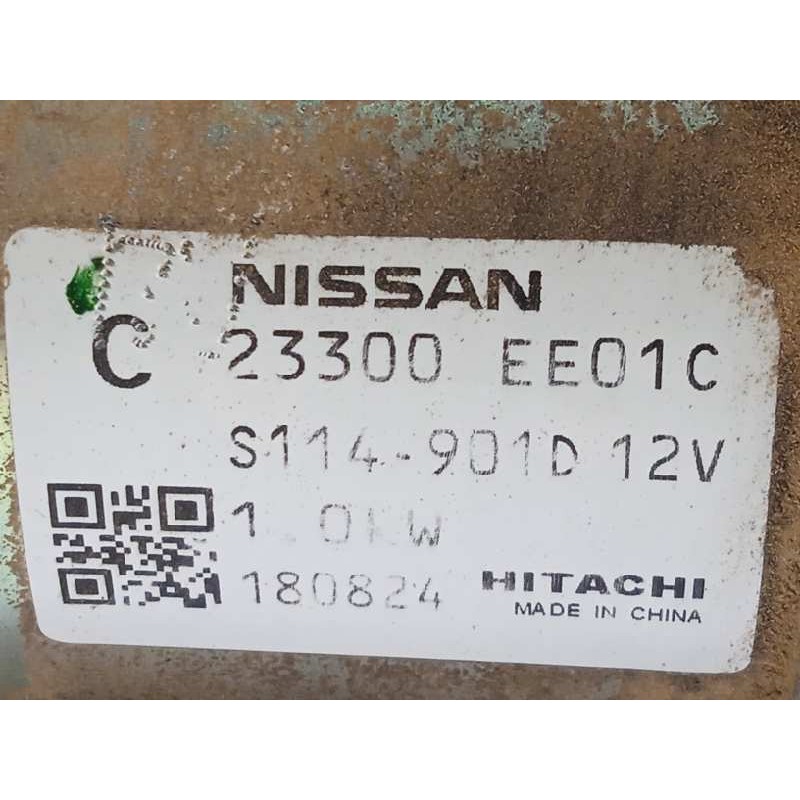 NISSAN
C 23300 EE01C
S114-901D 12V
1.0kW
180824 HITACHI
MADE IN CHINA